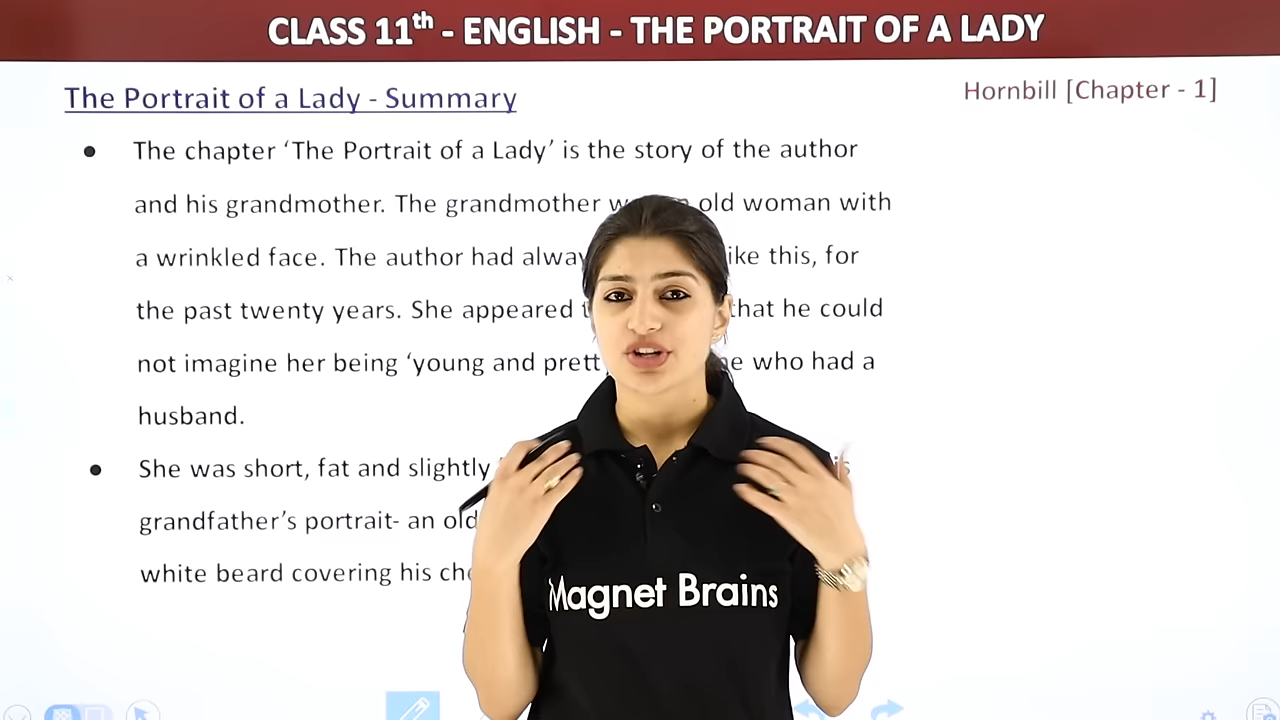 CLASS 11th - ENGLISH - THE PORTRAIT OF A LADY
The Portrait of a Lady - Summary
Hornbill [Chapter - 1]
• The chapter ‘The Portrait of a Lady’ is the story of the author
and his grandmother. The grandmother old woman with
a wrinkled face. The author had this, for
the past twenty years. She appeared that he could
not imagine her being ‘young and who had a
husband.
• She was short, fat and slightly
grandfather’s portrait- an old
white beard covering his
Magnet Brains